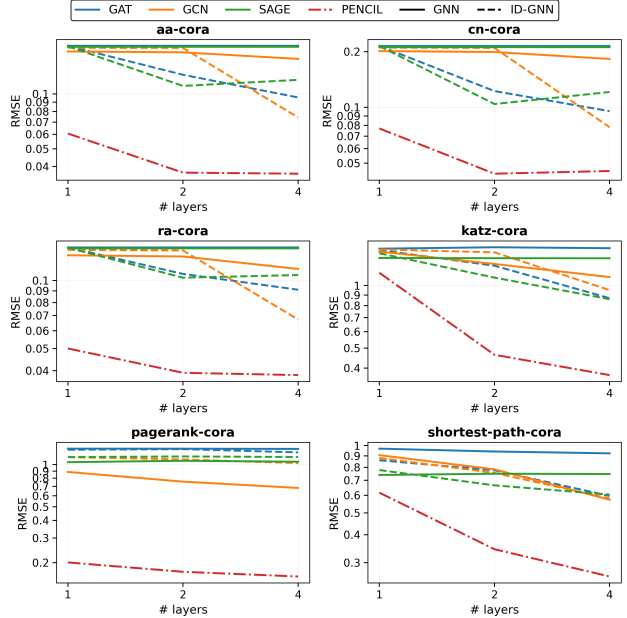 GAT GCN SAGE PENCIL GNN ID-GNN
aa-cora
RMSE
0.1
0.09
0.08
0.07
0.06
0.05
0.04
1 2 4
# layers
cn-cora
RMSE
0.2
0.1
0.09
0.08
0.07
0.06
0.05
1 2 4
# layers
ra-cora
RMSE
0.1
0.09
0.08
0.07
0.06
0.05
0.04
1 2 4
# layers
katz-cora
RMSE
1
0.9
0.8
0.7
0.6
0.5
0.4
1 2 4
# layers
pagerank-cora
RMSE
1
0.9
0.8
0.7
0.6
0.5
0.4
0.3
0.2
1 2 4
# layers
shortest-path-cora
RMSE
1
0.9
0.8
0.7
0.6
0.5
0.4
0.3
1 2 4
# layers